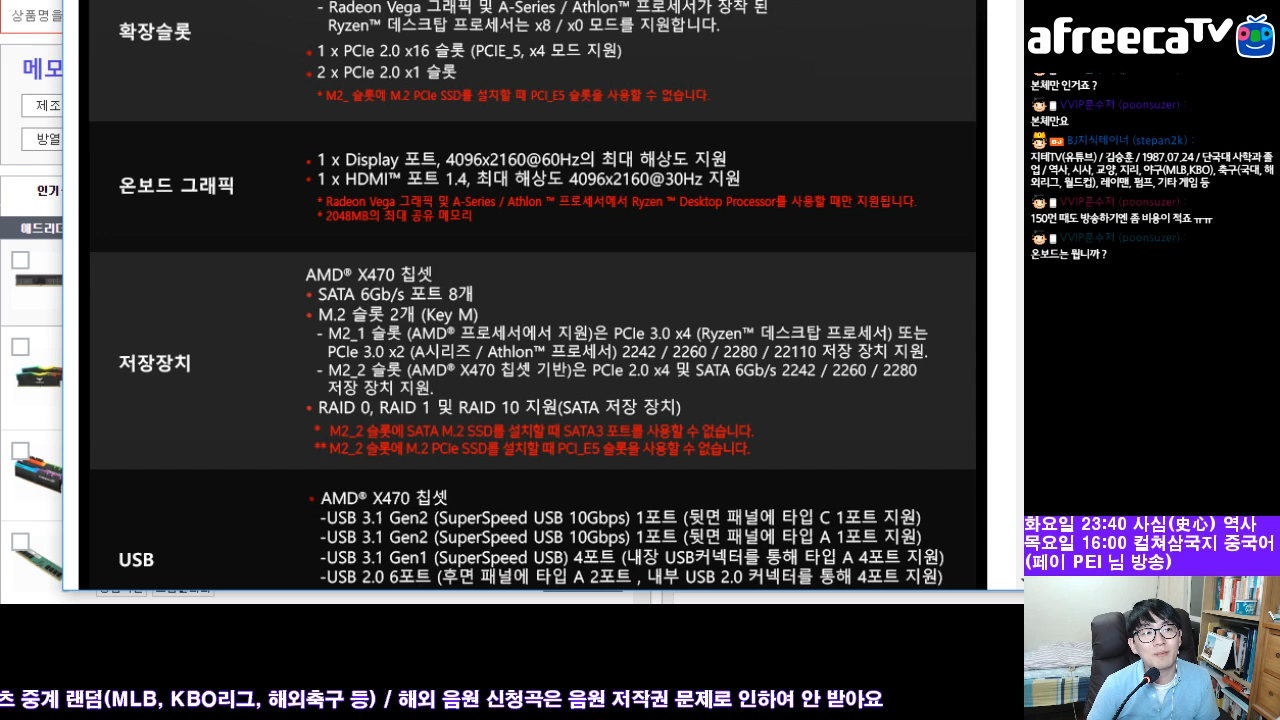 상품명을
메모
제조
방열
인기
애드리다
확장슬롯
- Radeon Vega 그래픽 및 A-Series / Athlon™ 프로세서가 장착 된
Ryzen™ 데스크탑 프로세서는 x8 / x0 모드를 지원합니다.
• 1 x PCIe 2.0 x16 슬롯 (PCIE_5, x4 모드 지원)
• 2 x PCIe 2.0 x1 슬롯
* M2_ 슬롯에 M.2 PCIe SSD를 설치할 때 PCI_E5 슬롯을 사용할 수 없습니다.
온보드 그래픽
• 1 x Display 포트, 4096x2160@60Hz의 최대 해상도 지원
• 1 x HDMI™ 포트 1.4, 최대 해상도 4096x2160@30Hz 지원
* Radeon Vega 그래픽 및 A-Series / Athlon ™ 프로세서에서 Ryzen ™ Desktop Processor를 사용할 때만 지원됩니다.
* 2048MB의 최대 공유 메모리
저장장치
AMD® X470 칩셋
• SATA 6Gb/s 포트 8개
• M.2 슬롯 2개 (Key M)
- M2_1 슬롯 (AMD® 프로세서에서 지원)은 PCIe 3.0 x4 (Ryzen™ 데스크탑 프로세서) 또는
PCIe 3.0 x2 (A시리즈 / Athlon™ 프로세서) 2242 / 2260 / 2280 / 22110 저장 장치 지원.
- M2_2 슬롯 (AMD® X470 칩셋 기반)은 PCIe 2.0 x4 및 SATA 6Gb/s 2242 / 2260 / 2280
저장 장치 지원.
• RAID 0, RAID 1 및 RAID 10 지원(SATA 저장 장치)
* M2_2 슬롯에 SATA M.2 SSD를 설치할 때 SATA3 포트를 사용할 수 없습니다.
** M2_2 슬롯에 M.2 PCIe SSD를 설치할 때 PCI_E5 슬롯을 사용할 수 없습니다.
USB
• AMD® X470 칩셋
-USB 3.1 Gen2 (SuperSpeed USB 10Gbps) 1포트 (뒷면 패널에 타입 C 1포트 지원)
-USB 3.1 Gen2 (SuperSpeed USB 10Gbps) 1포트 (뒷면 패널에 타입 A 1포트 지원)
-USB 3.1 Gen1 (SuperSpeed USB) 4포트 (내장 USB커넥터를 통해 타입 A 4포트 지원)
-USB 2.0 6포트 (후면 패널에 타입 A 2포트 , 내부 USB 2.0 커넥터를 통해 4포트 지원)
afreecaTV
본체만 인거죠 ?
VVIP푼수저 (poonsuzer) :
본체만요
BJ지식테이너 (stepan2k) :
지테TV(유튜브) / 김승훈 / 1987.07.24 / 단국대 사학과 졸
업 / 역사, 시사, 교양, 지리, 야구(MLB,KBO), 축구(국대, 해
외리그, 월드컵), 레이맨, 펌프, 기타 게임 등
VVIP푼수저 (poonsuzer) :
150먼 때도 방송하기엔 좀 비용이 적죠 ㅠㅠ
VVIP푼수저 (poonsuzer) :
온보드는 뭡니까 ?
화요일 23:40 사심(史心) 역사
목요일 16:00 컬쳐삼국지 중국어
(페이 PEI 님 방송)
츠 중계 랜덤(MLB, KBO리그, 해외축구 등) / 해외 음원 신청곡은 음원 저작권 문제로 인하여 안 받아요